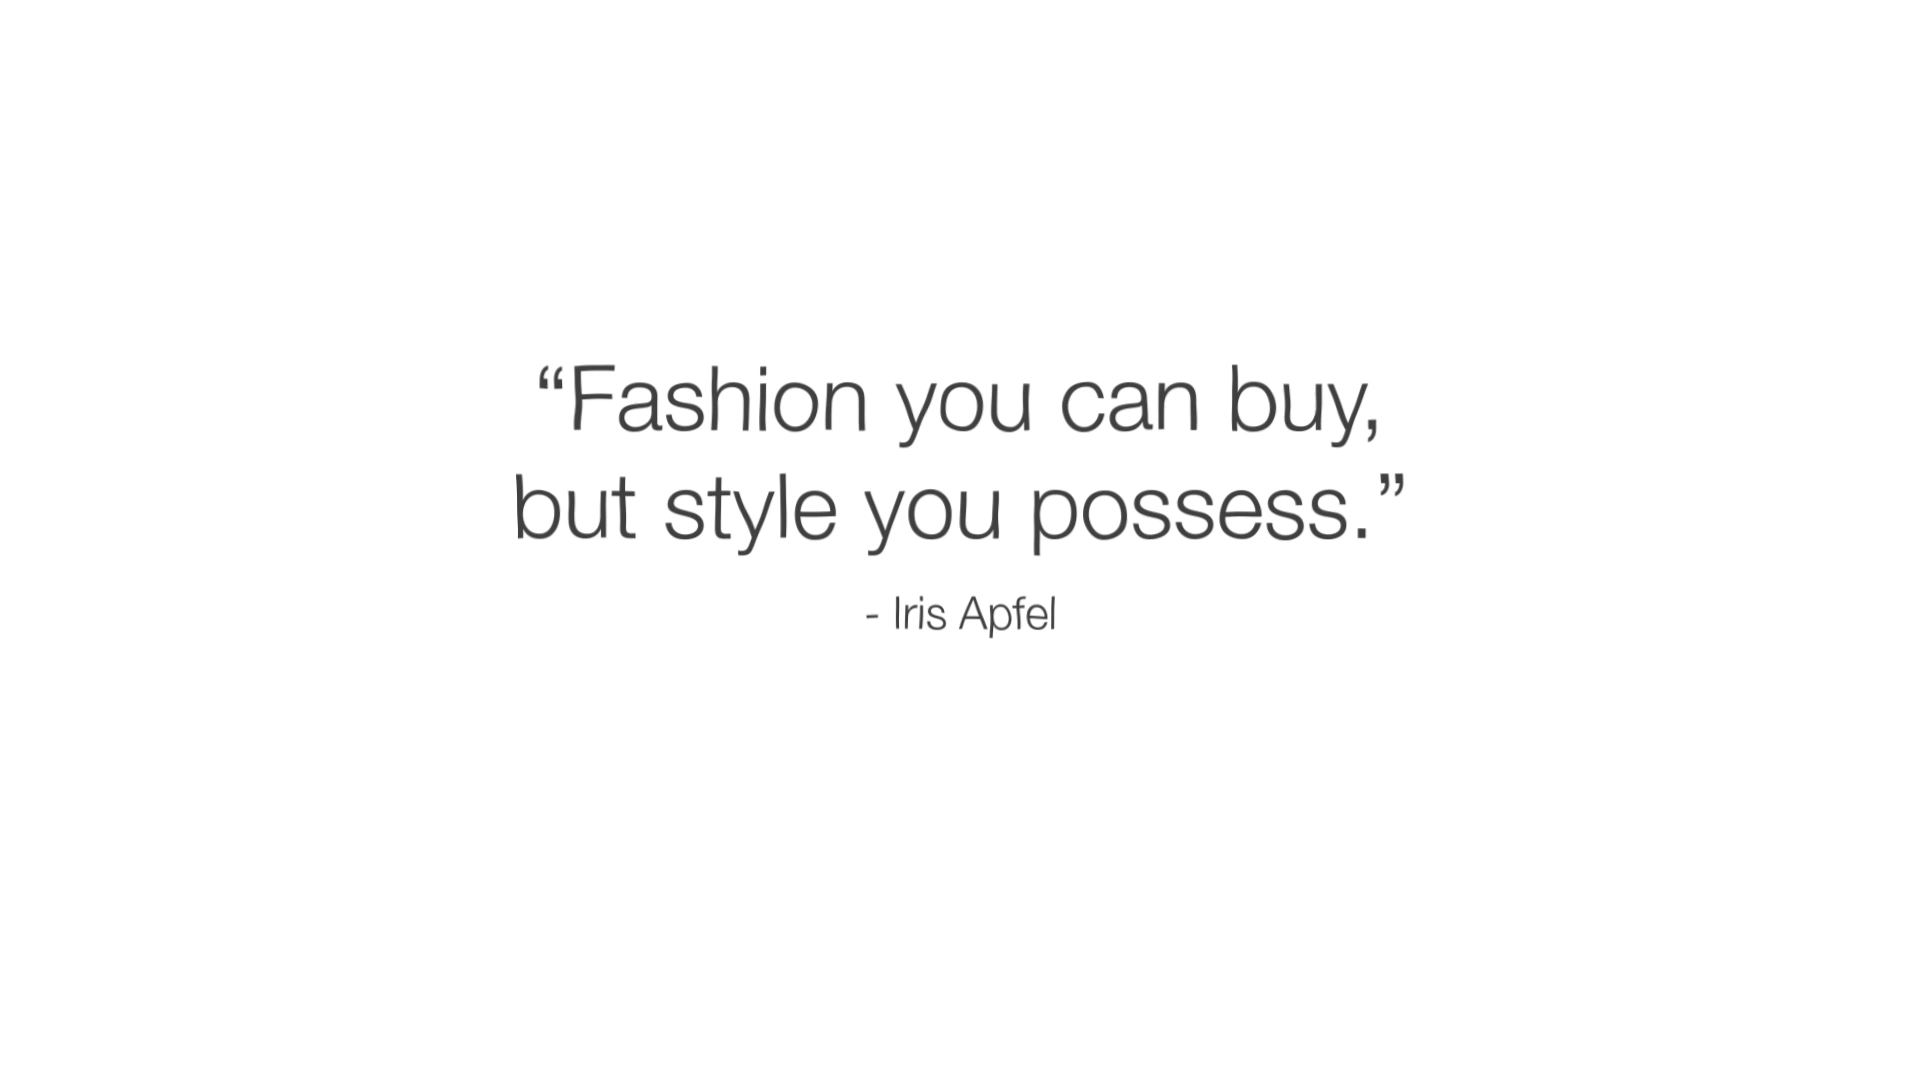 “Fashion you can buy,
but style you possess.”
- Iris Apfel